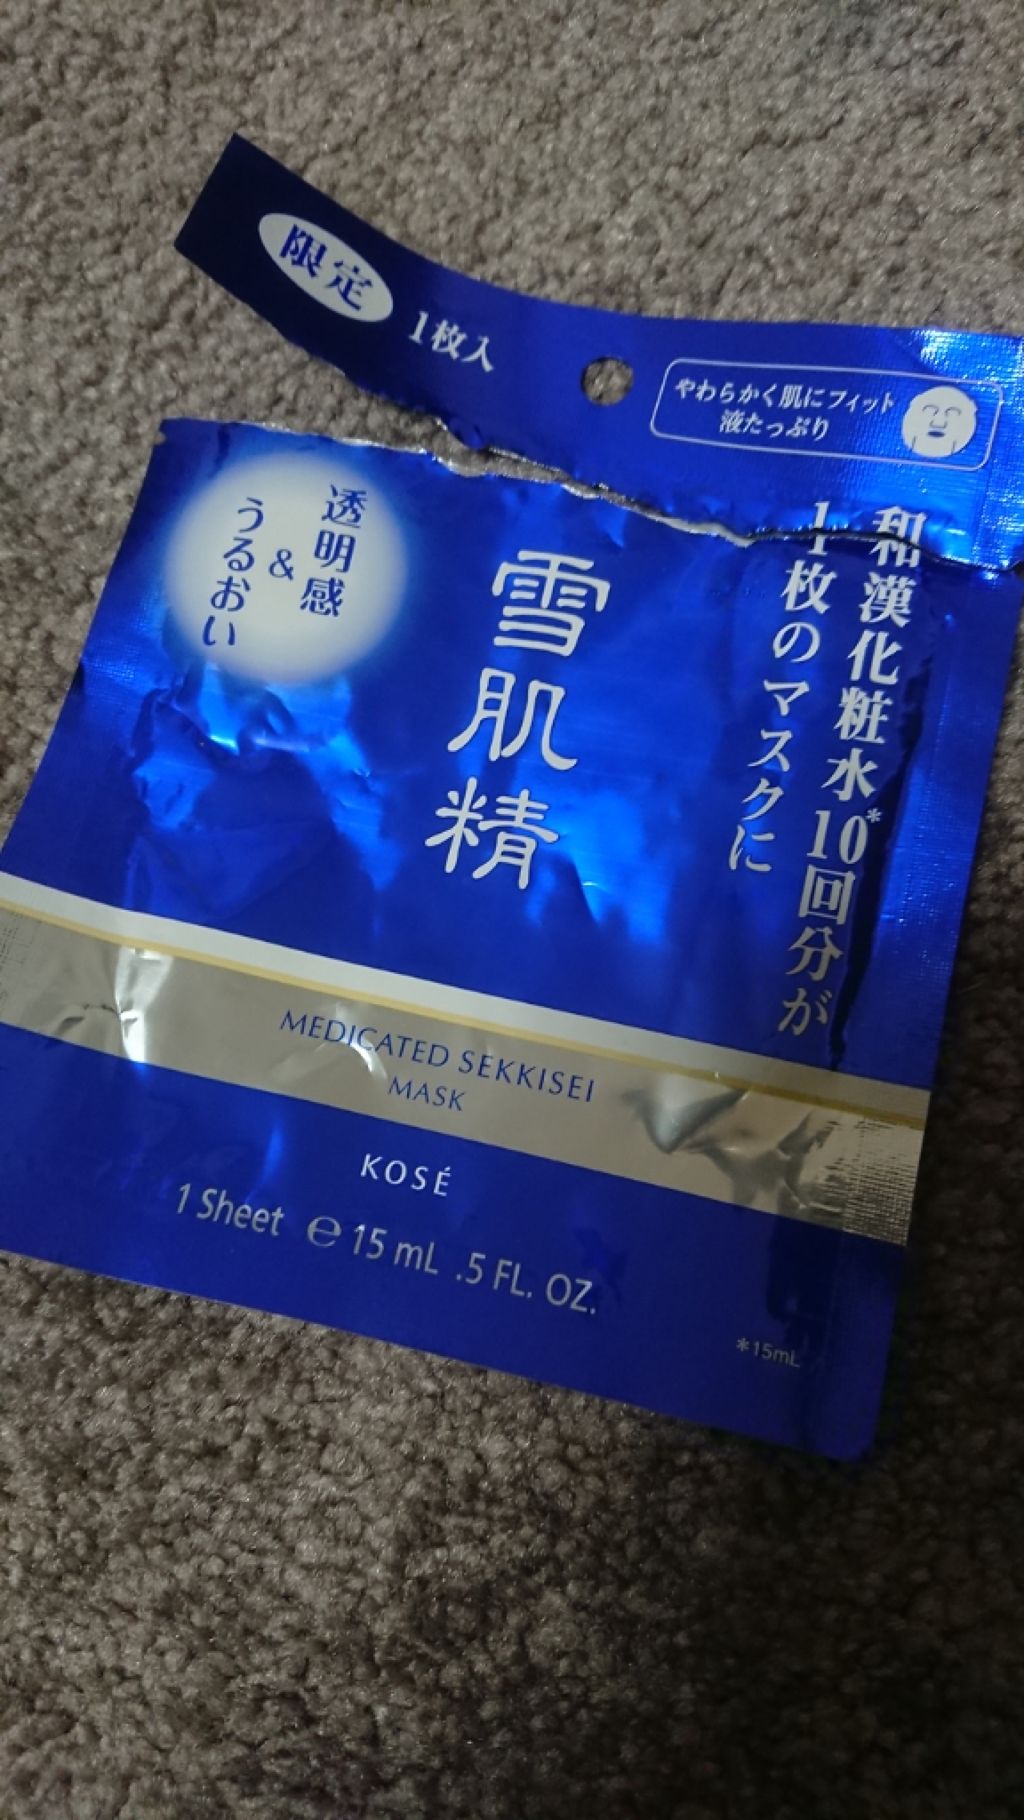 限定
1枚入
やわらかく肌にフィット
液たっぷり
和漢化粧水*10回分が
1枚のマスクに
透明感
&
うるおい
雪肌精
MEDICATED SEKKISEI
MASK
KOSÉ
1 Sheet ℮ 15 mL .5 FL. OZ.
*15mL